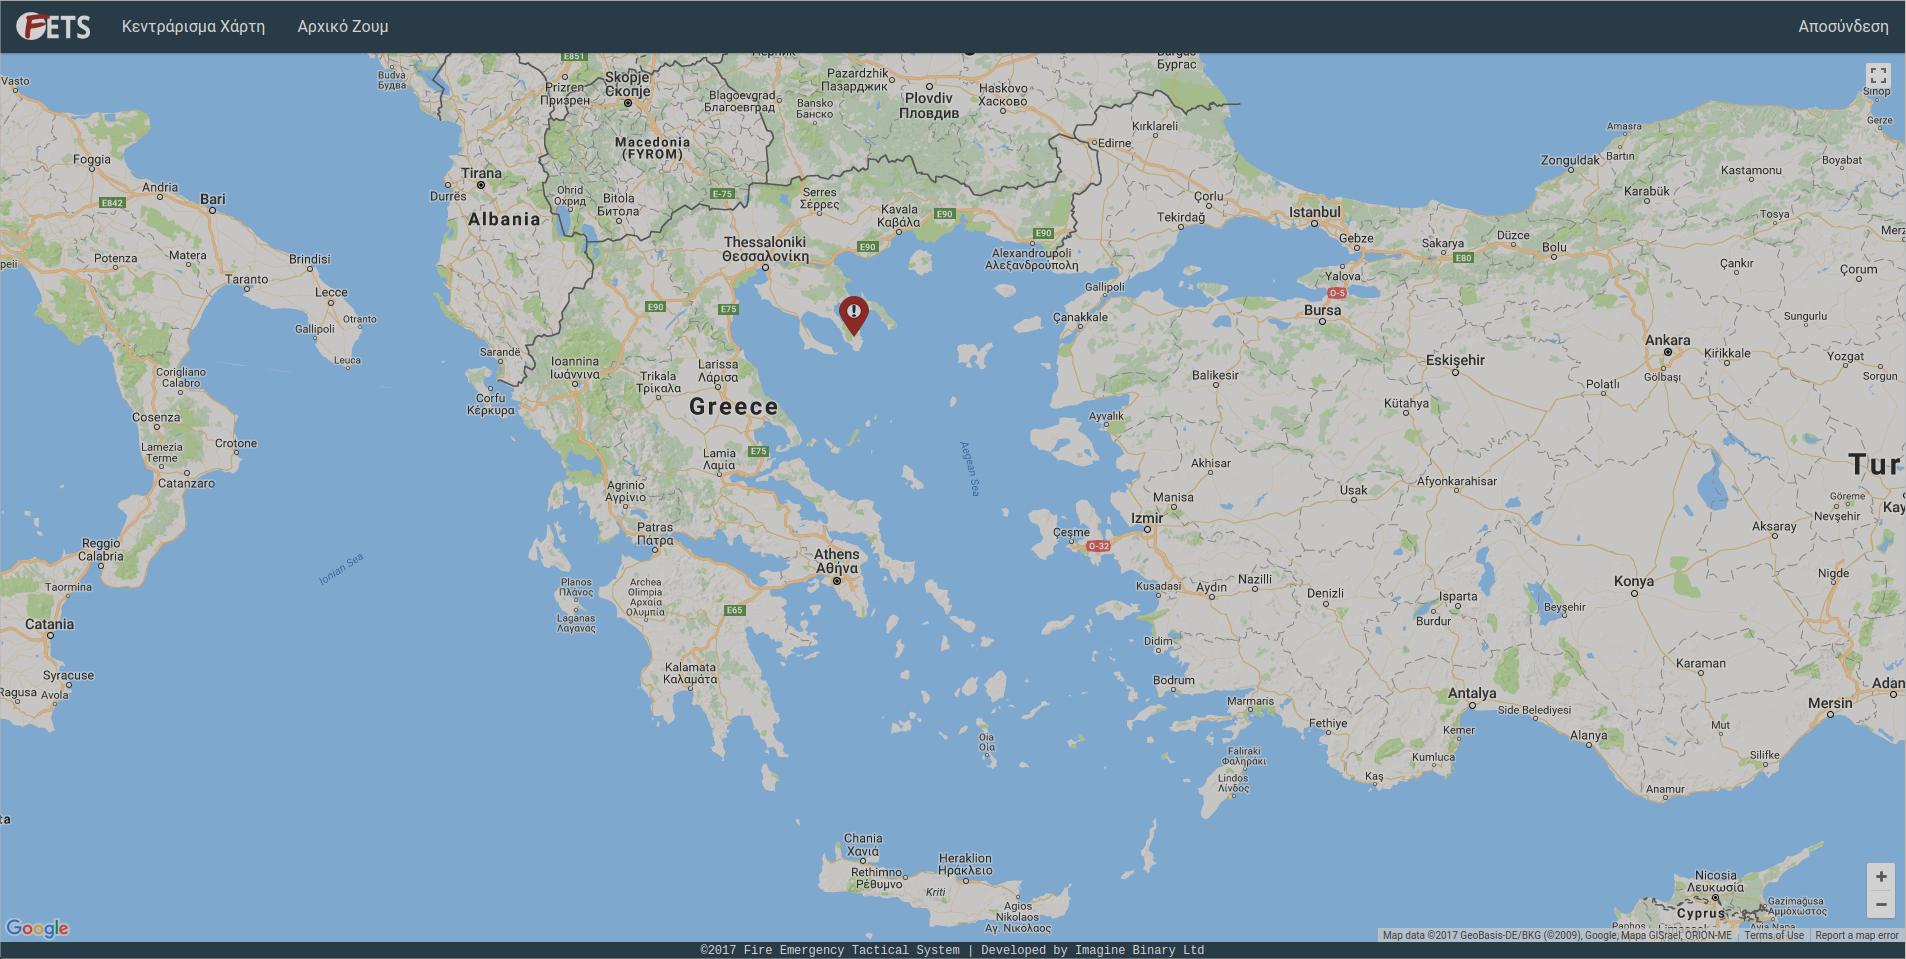 FETS
Κεντράρισμα Χάρτη
Αρχικό Ζουμ
Αποσύνδεση
Vasto
Budva
Будва
E851
Prizren
Призрен
Skopje
Скопје
Pazardzhik
Пазарджик
Blagoevgrad
Благоевград
Bansko
Банско
Plovdiv
Пловдив
Haskovo
Хасково
Бургас
Sinop
Gerze
Kırklareli
Edirne
Amasra
Zonguldak
Bartın
Boyabat
Kastamonu
Karabük
Foggia
Andria
Bari
E842
Macedonia
(FYROM)
Tirana
Durrës
Albania
Ohrid
Охрид
Bitola
Битола
E-75
Serres
Σέρρες
Kavala
Καβάλα
E90
E90
E90
Çorlu
Tekirdağ
Istanbul
Gebze
Sakarya
Düzce
Bolu
E80
Tosya
Merz
peii
Potenza
Matera
Taranto
Brindisi
Lecce
Otranto
Gallipoli
Leuca
Thessaloniki
Θεσσαλονίκη
Alexandroupoli
Αλεξανδρούπολη
Gallipoli
Çanakkale
Yalova
O-5
Bursa
Çankır
Çorum
Sungurlu
E90
E75
Sarandë
Ioannina
Ιωάννινα
Larissa
Λάρισα
Trikala
Τρίκαλα
Corfu
Κέρκυρα
Greece
Balikesir
Eskişehir
Ankara
Kiřikkale
Gölbaşı
Polatlı
Yozgat
Sorgun
Kütahya
Ayvalık
Corigliano
Calabro
Cosenza
Crotone
Lamezia
Terme
Catanzaro
E75
Lamia
Λαμία
Aegean Sea
Akhisar
Manisa
Usak
Afyonkarahisar
Tur
Göreme
Nevşehir
Kay
Aksaray
Agrinio
Αγρίνιο
Patras
Πάτρα
Athens
Αθήνα
Çeşme
Izmir
O-32
Reggio
Calabria
Ionian Sea
Taormina
Catania
Syracuse
Ragusa
Avola
Planos
Πλάνος
Laganas
Λαγανάς
Archea
Olimpia
Αρχαία
Ολυμπία
E65
Kusadasi
Aydın
Nazilli
Denizli
Isparta
Burdur
Beyşehir
Konya
Nigde
Kalamata
Καλαμάτα
Didim
Bodrum
Marmaris
Fethiye
Antalya
Side Belediyesi
Kemer
Kumluca
Kaş
Alanya
Karaman
Mut
Mersin
Adan
Silifke
Anamur
Oia
Οία
Faliraki
Φαληράκι
Lindos
Λίνδος
ta
Chania
Χανιά
Rethimno
Ρέθυμνο
Heraklion
Ηράκλειο
Kriti
Agios
Nikolaos
Αγ. Νικόλαος
Nicosia
Λευκωσία
Cyprus
Gazimağusa
Αμμόχωστος
Google
Map data ©2017 GeoBasis-DE/BKG (©2009), Google, Mapa GISrael, ORION-ME
Terms of Use
Report a map error
©2017 Fire Emergency Tactical System | Developed by Imagine Binary Ltd